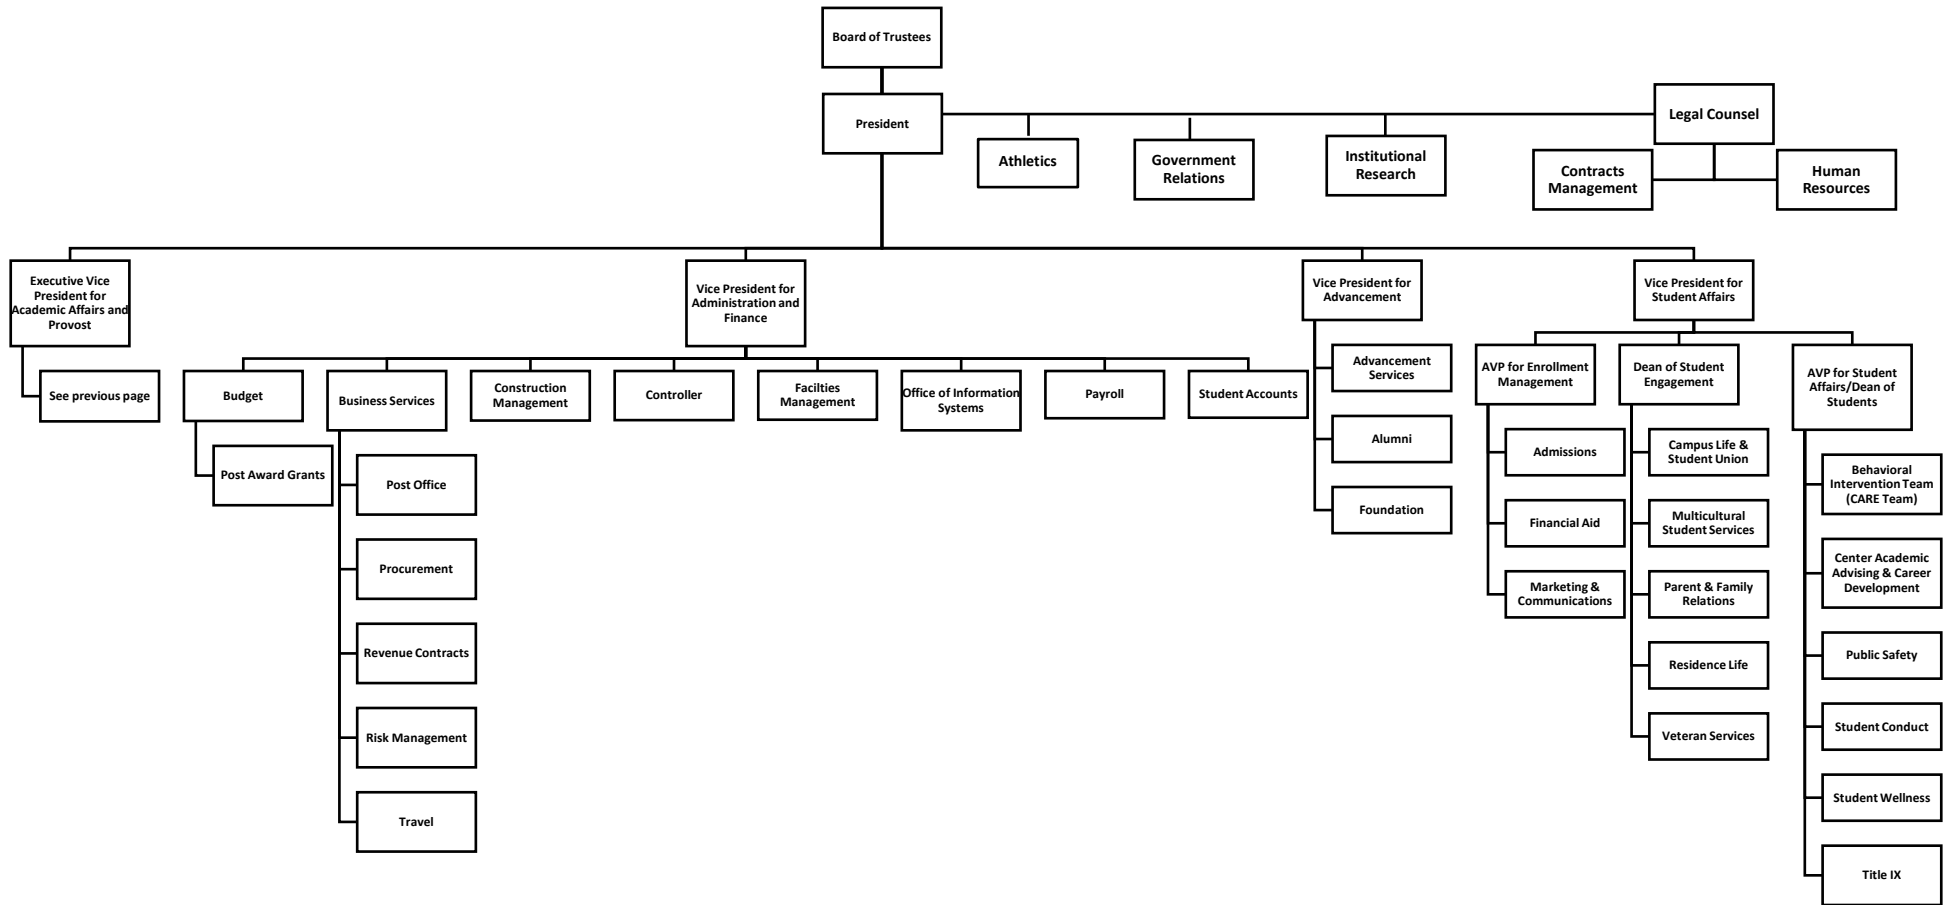 Board of Trustees
President
Legal Counsel
Athletics
Government
Relations
Institutional
Research
Contracts
Management
Human
Resources
Executive Vice
President for
Academic Affairs and
Provost
Vice President for
Administration and
Finance
Vice President for
Advancement
Vice President for
Student Affairs
See previous page
Budget
Business Services
Construction
Management
Controller
Facilties
Management
Office of Information
Systems
Payroll
Student Accounts
Post Award Grants
Post Office
Procurement
Revenue Contracts
Risk Management
Travel
Advancement
Services
Alumni
Foundation
AVP for Enrollment
Management
Dean of Student
Engagement
AVP for Student
Affairs/Dean of
Students
Admissions
Financial Aid
Marketing &
Communications
Campus Life &
Student Union
Multicultural
Student Services
Parent & Family
Relations
Residence Life
Veteran Services
Behavioral
Intervention Team
(CARE Team)
Center Academic
Advising & Career
Development
Public Safety
Student Conduct
Student Wellness
Title IX